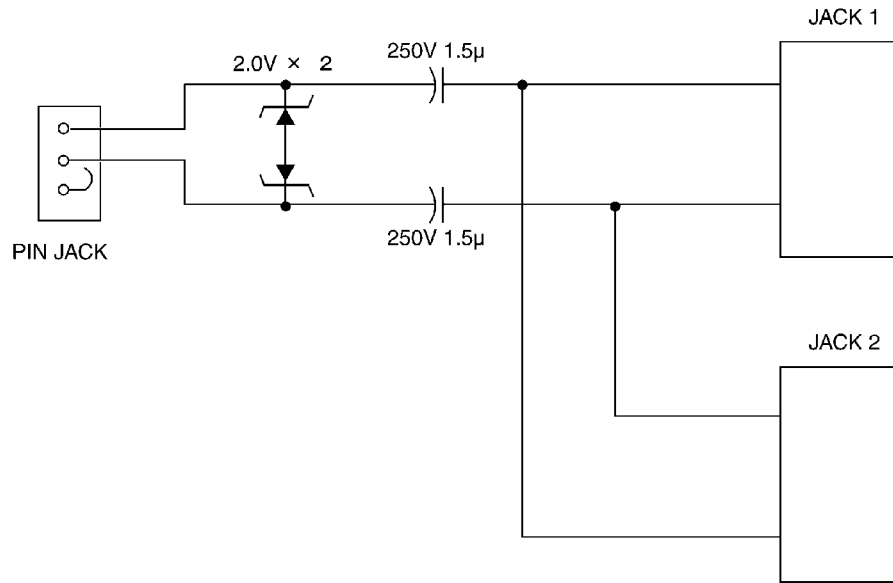 JACK 1
250V 1.5μ
2.0V × 2
PIN JACK
250V 1.5μ
JACK 2